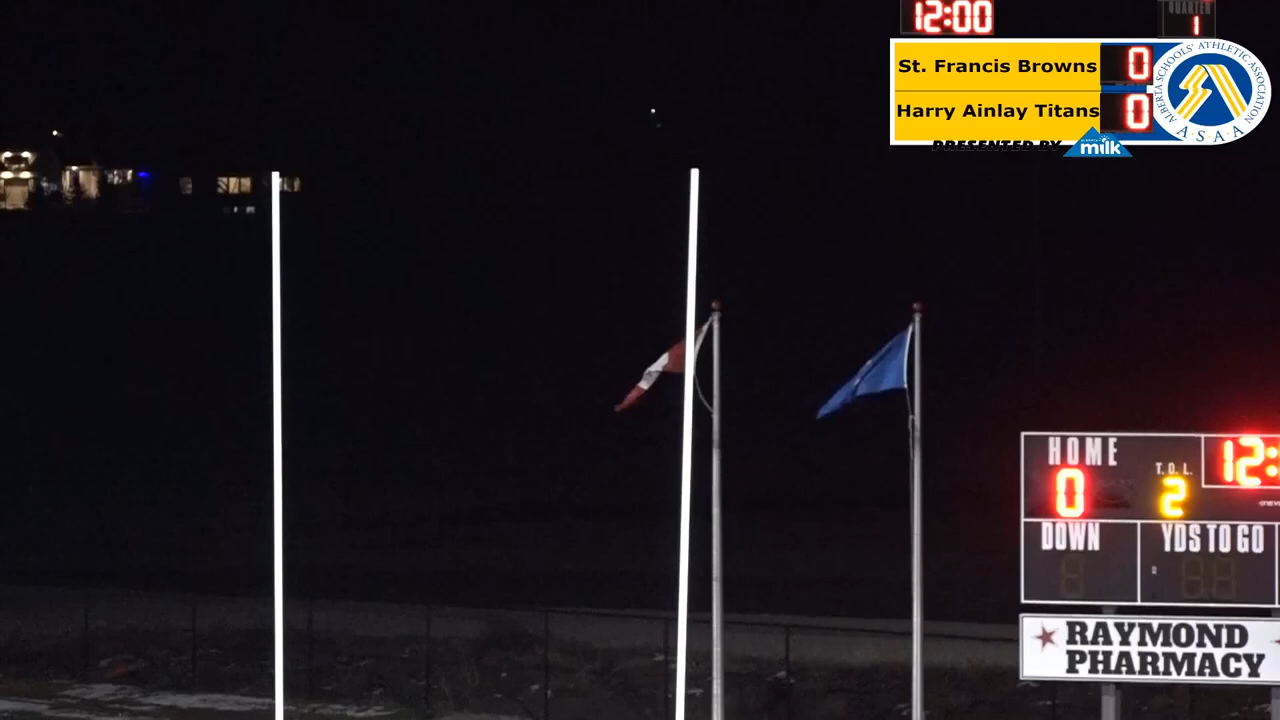 12:00
QUARTER
1
St. Francis Browns 0
Harry Ainlay Titans 0
ALBERTA SCHOOLS' ATHLETIC ASSOCIATION
A·S·A·A
PRESENTED BY milk
HOME
0
T.O.L.
2
12:
DOWN
YDS TO GO
RAYMOND
PHARMACY